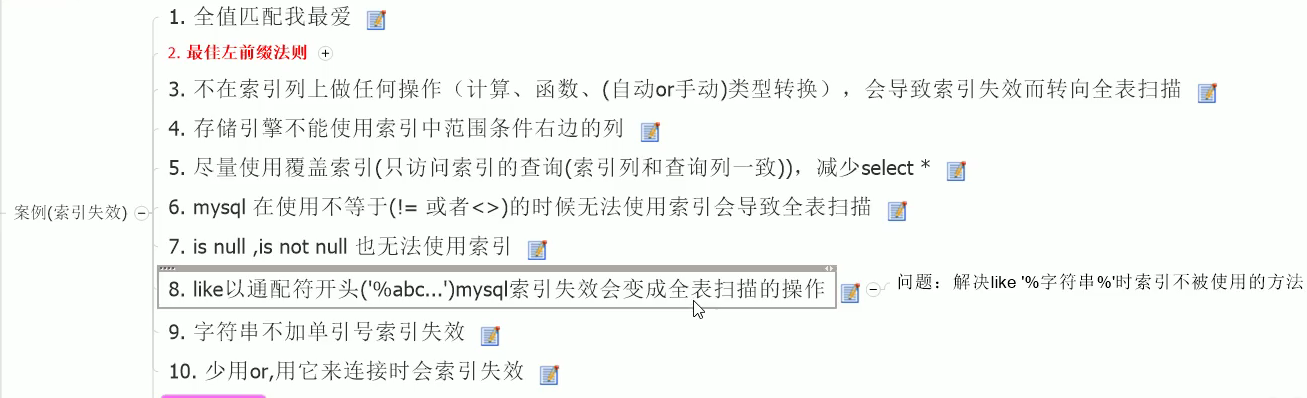 1. 全值匹配我最爱
2. 最佳左前缀法则
3. 不在索引列上做任何操作（计算、函数、(自动or手动)类型转换），会导致索引失效而转向全表扫描
4. 存储引擎不能使用索引中范围条件右边的列
5. 尽量使用覆盖索引(只访问索引的查询(索引列和查询列一致))，减少select *
案例(索引失效)
6. mysql 在使用不等于(!= 或者<>)的时候无法使用索引会导致全表扫描
7. is null ,is not null 也无法使用索引
8. like以通配符开头('%abc...')mysql索引失效会变成全表扫描的操作
问题：解决like '%字符串%'时索引不被使用的方法
9. 字符串不加单引号索引失效
10. 少用or,用它来连接时会索引失效